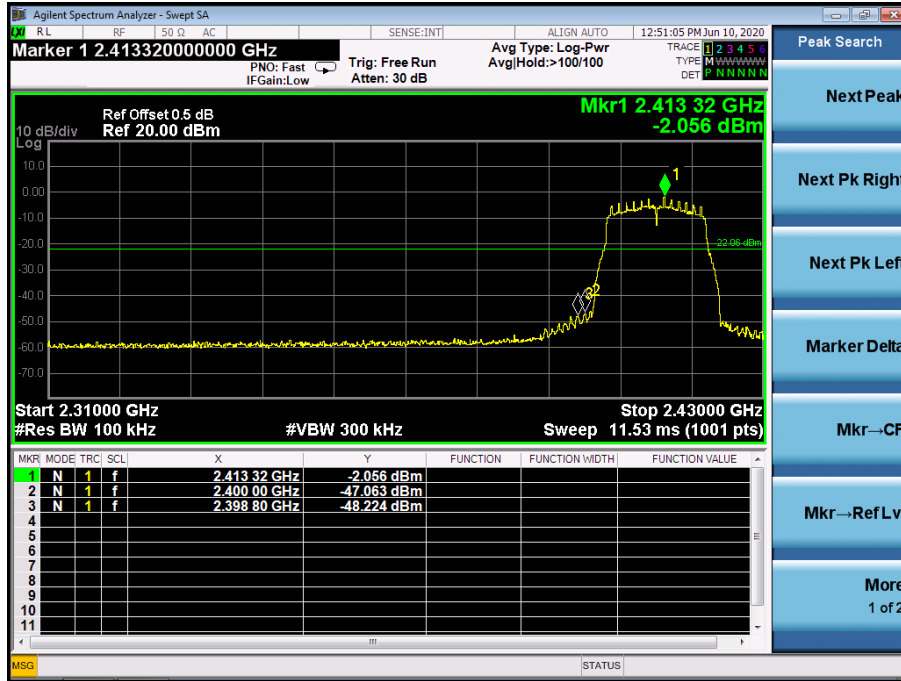 Agilent Spectrum Analyzer - Swept SA
LXI RL RF 50 Ω AC SENSE:INT ALIGN AUTO 12:51:05 PM Jun 10, 2020
Marker 1 2.413320000000 GHz
PNO: Fast
IFGain:Low
Trig: Free Run
Atten: 30 dB
Avg Type: Log-Pwr
Avg|Hold:>100/100
TRACE 1 2 3 4 5 6
TYPE M WWWWW
DET P N N N N N
Mkr1 2.413 32 GHz
-2.056 dBm
Ref Offset 0.5 dB
10 dB/div Ref 20.00 dBm
Log
10.0
0.00
-10.0
-20.0
-30.0
-40.0
-50.0
-60.0
-70.0
1
22.06 dBm
3 2
Start 2.31000 GHz Stop 2.43000 GHz
#Res BW 100 kHz #VBW 300 kHz Sweep 11.53 ms (1001 pts)
MKR MODE TRC SCL X Y FUNCTION FUNCTION WIDTH FUNCTION VALUE
1 N 1 f 2.413 32 GHz -2.056 dBm
2 N 1 f 2.400 00 GHz -47.063 dBm
3 N 1 f 2.398 80 GHz -48.224 dBm
4
5
6
7
8
9
10
11
MSG STATUS
Peak Search
Next Peak
Next Pk Right
Next Pk Left
Marker Delta
Mkr→CF
Mkr→Ref Lv
More
1 of 2